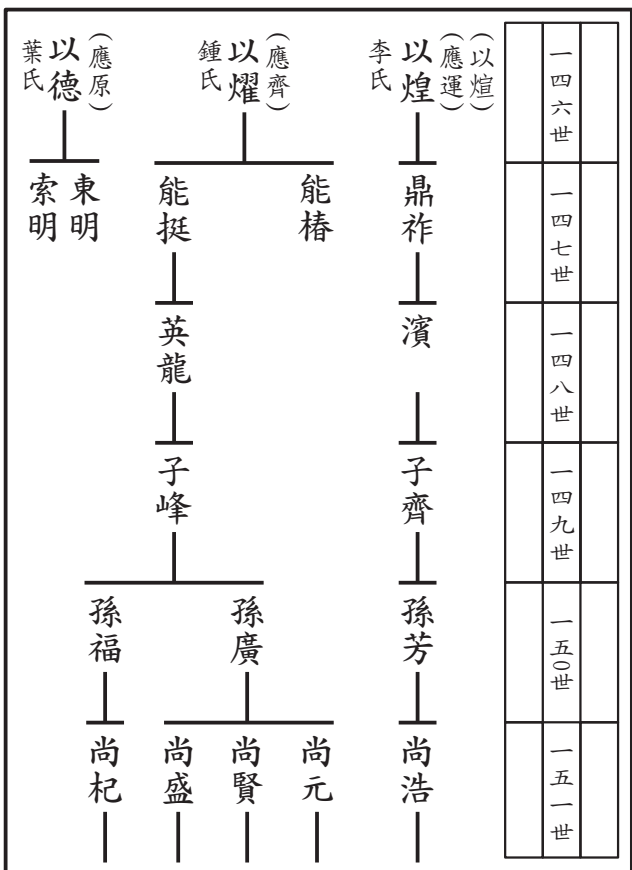 一四六世
(以煊)
(應運)
以煌
李氏
(應齊)
以燿
鍾氏
(應原)
以德
葉氏
一四七世
鼎祚
能椿
能挺
東明
索明
一四八世
濱
英龍
一四九世
子齊
子峰
一五〇世
孫芳
孫廣
孫福
一五一世
尚浩
尚元
尚賢
尚盛
尚杞